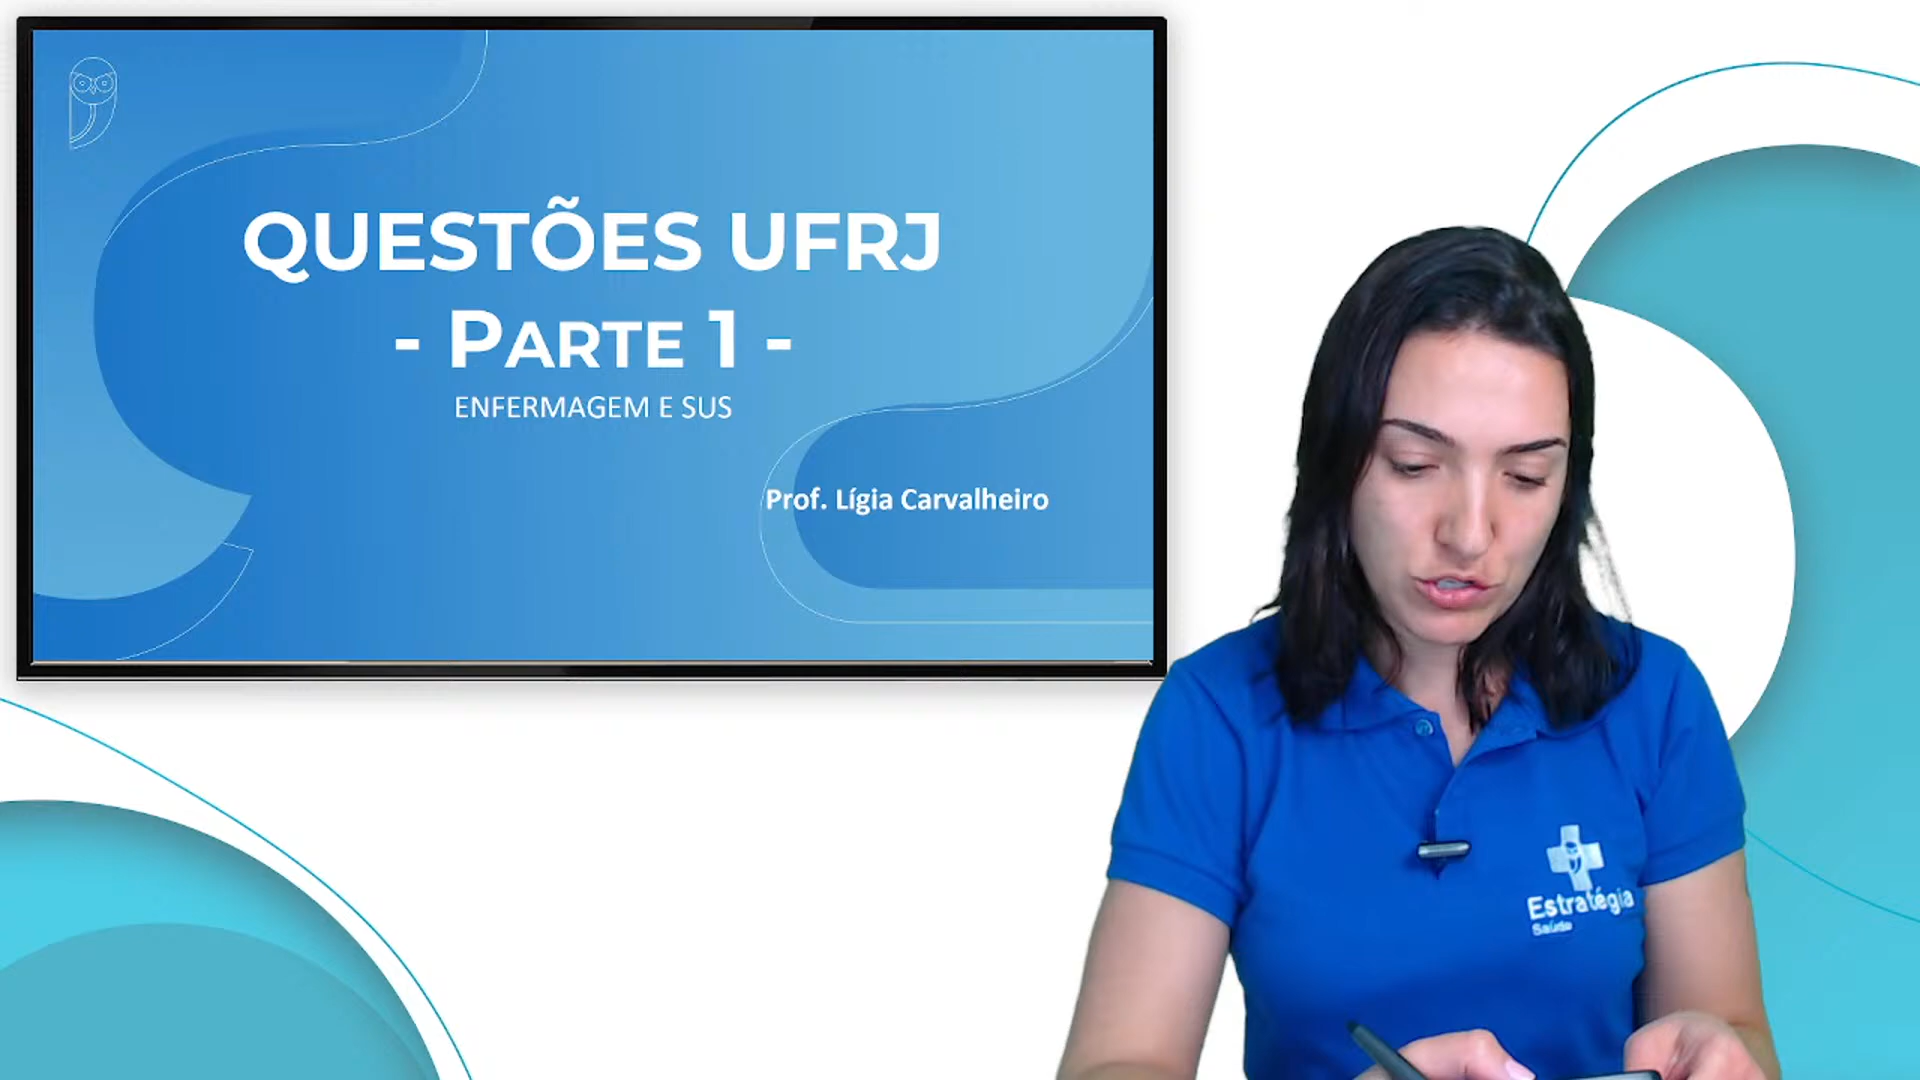 QUESTÕES UFRJ
- PARTE 1 -
ENFERMAGEM E SUS
Prof. Lígia Carvalheiro
Estratégia
Saúde